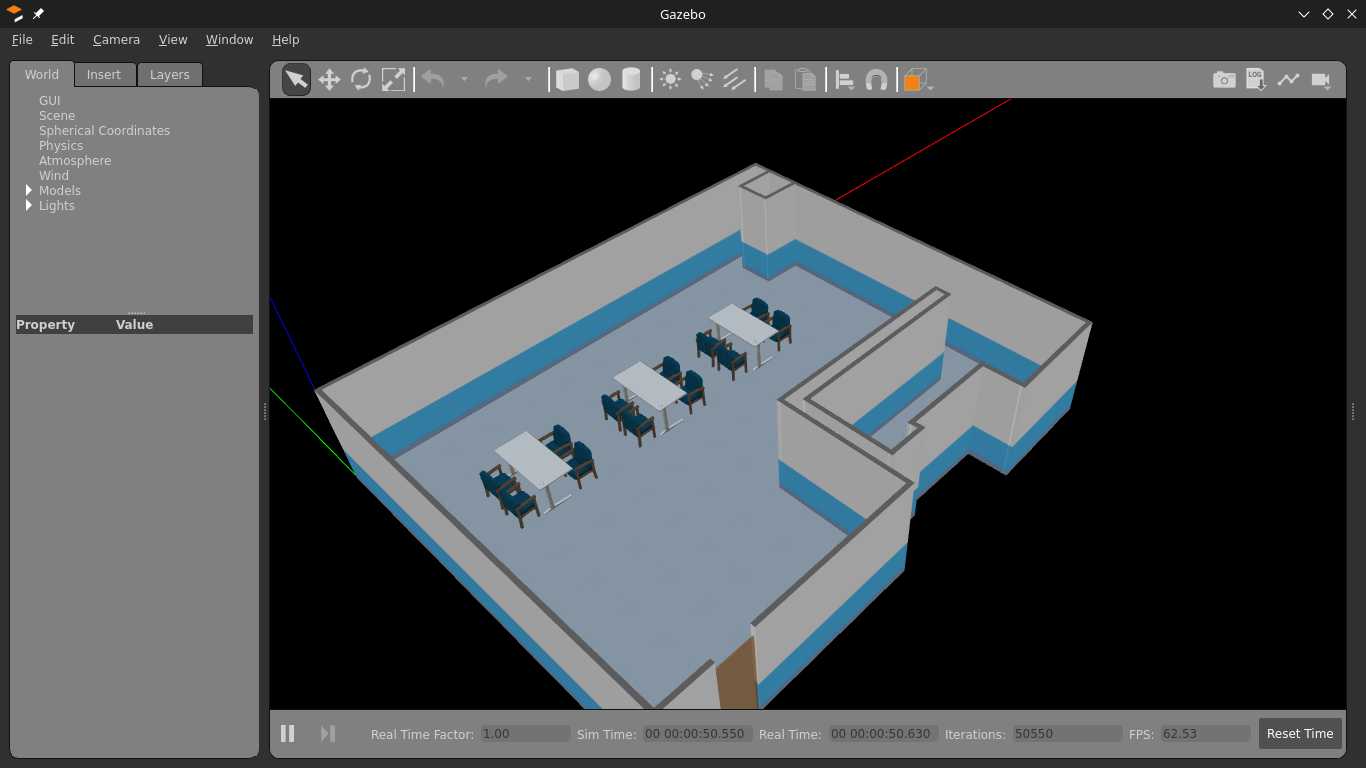 Gazebo
File Edit Camera View Window Help
World Insert Layers
LOG
GUI
Scene
Spherical Coordinates
Physics
Atmosphere
Wind
Models
Lights
Property Value
Real Time Factor: 1.00 Sim Time: 00 00:00:50.550 Real Time: 00 00:00:50.630 Iterations: 50550 FPS: 62.53 Reset Time